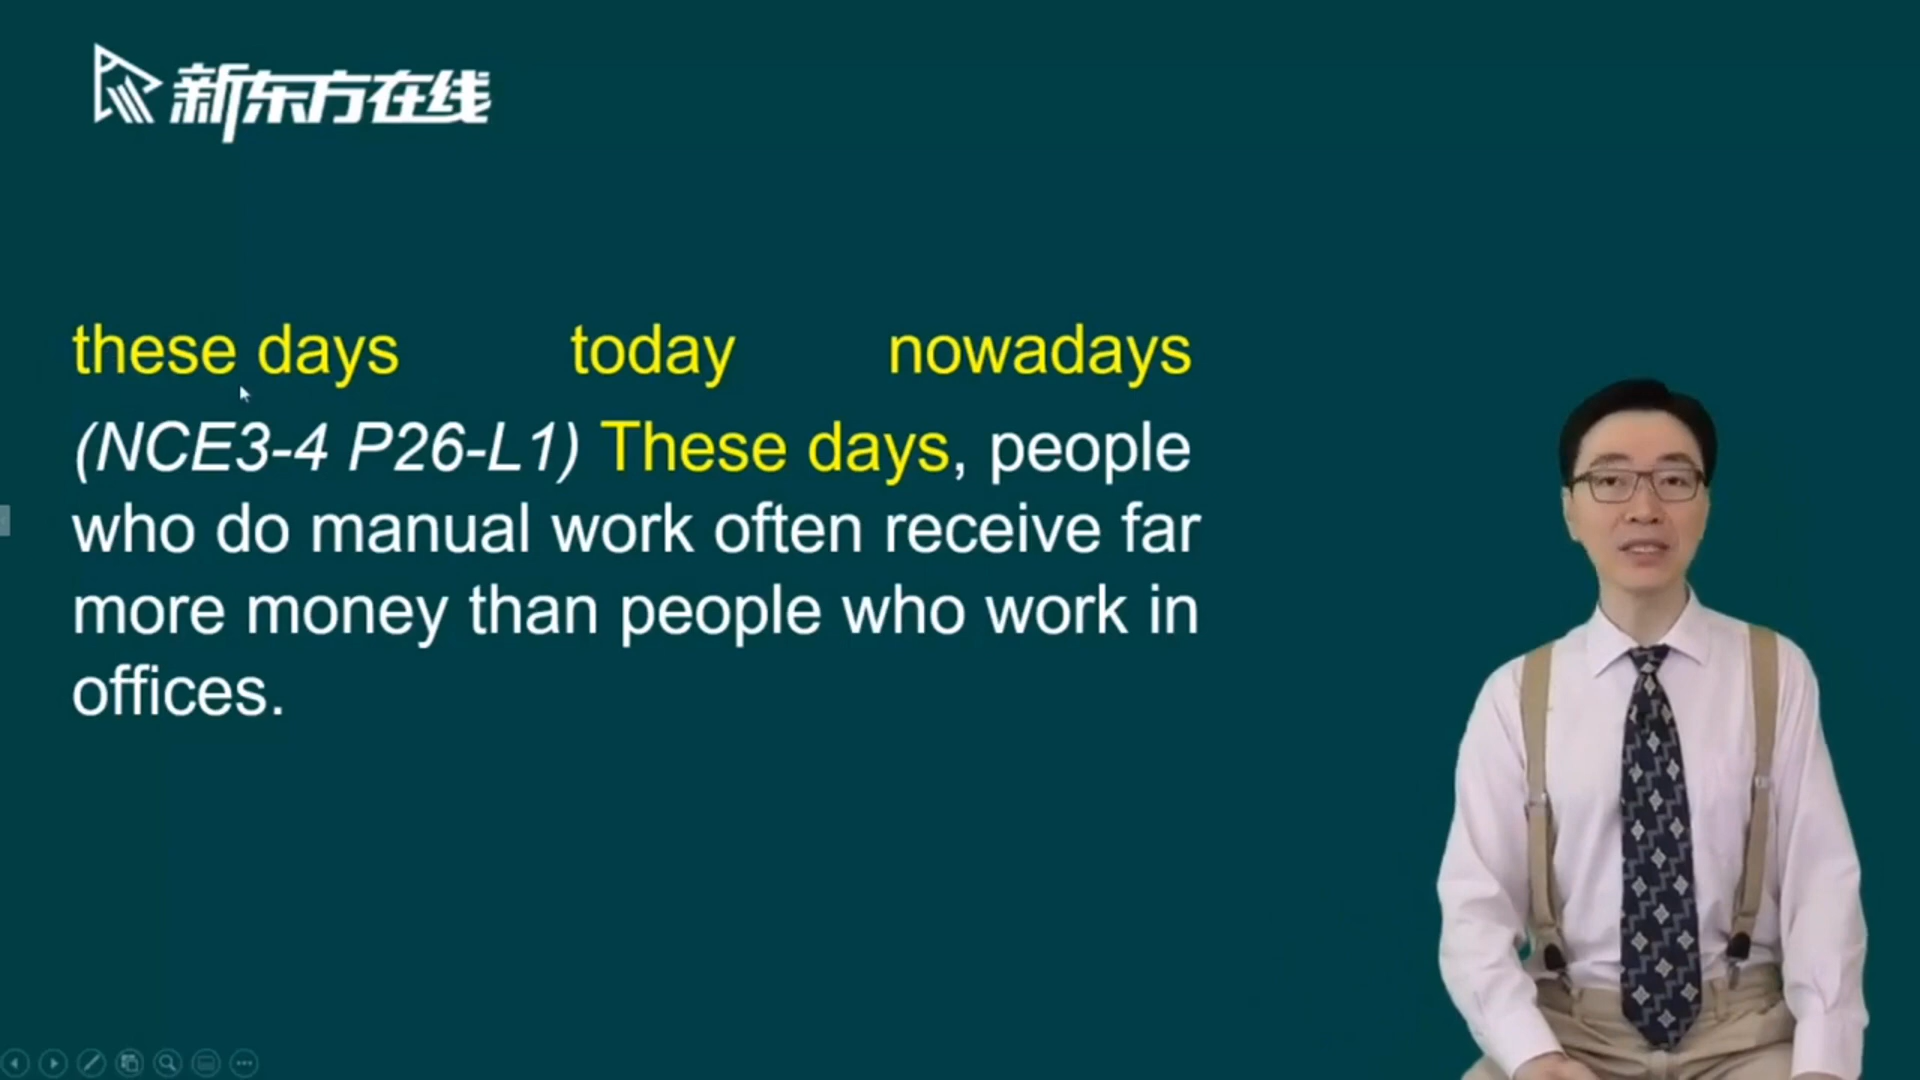 新东方在线
these days today nowadays
(NCE3-4 P26-L1) These days, people
who do manual work often receive far
more money than people who work in
offices.